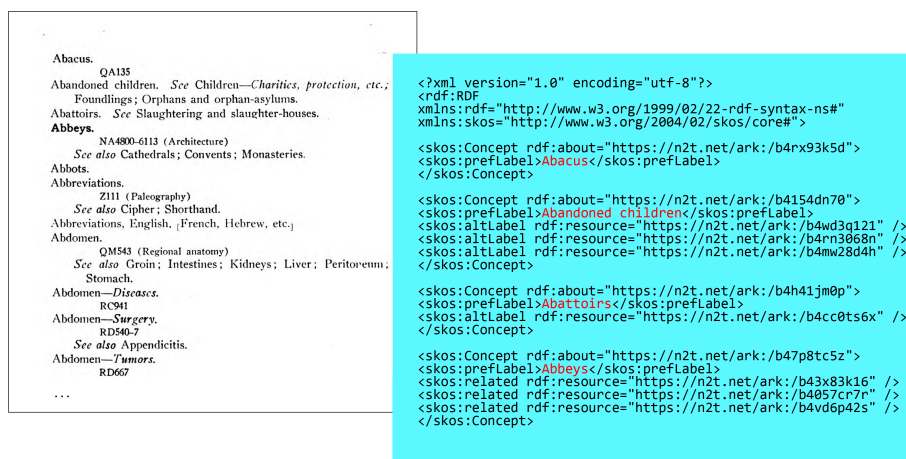 Abacus.
QA135
Abandoned children. See Children—Charities, protection, etc.;
Foundlings; Orphans and orphan-asylums.
Abattoirs. See Slaughtering and slaughter-houses.
Abbeys.
NA4800-6113 (Architecture)
See also Cathedrals; Convents; Monasteries.
Abbots.
Abbreviations.
Z111 (Paleography)
See also Cipher; Shorthand.
Abbreviations, English, [French, Hebrew, etc.]
Abdomen.
QM543 (Regional anatomy)
See also Groin; Intestines; Kidneys; Liver; Peritoneum;
Stomach.
Abdomen—Diseases.
RC941
Abdomen—Surgery.
RD540-7
See also Appendicitis.
Abdomen—Tumors.
RD667
...
<?xml version="1.0" encoding="utf-8"?>
<rdf:RDF
xmlns:rdf="http://www.w3.org/1999/02/22-rdf-syntax-ns#"
xmlns:skos="http://www.w3.org/2004/02/skos/core#">
<skos:Concept rdf:about="https://n2t.net/ark:/b4rx93k5d">
<skos:prefLabel>Abacus</skos:prefLabel>
</skos:Concept>
<skos:Concept rdf:about="https://n2t.net/ark:/b4154dn70">
<skos:prefLabel>Abandoned children</skos:prefLabel>
<skos:altLabel rdf:resource="https://n2t.net/ark:/b4wd3q121" />
<skos:altLabel rdf:resource="https://n2t.net/ark:/b4rn3068n" />
<skos:altLabel rdf:resource="https://n2t.net/ark:/b4mw28d4h" />
</skos:Concept>
<skos:Concept rdf:about="https://n2t.net/ark:/b4h41jm0p">
<skos:prefLabel>Abattoirs</skos:prefLabel>
<skos:altLabel rdf:resource="https://n2t.net/ark:/b4cc0ts6x" />
</skos:Concept>
<skos:Concept rdf:about="https://n2t.net/ark:/b47p8tc5z">
<skos:prefLabel>Abbeys</skos:prefLabel>
<skos:related rdf:resource="https://n2t.net/ark:/b43x83k16" />
<skos:related rdf:resource="https://n2t.net/ark:/b4057cr7r" />
<skos:related rdf:resource="https://n2t.net/ark:/b4vd6p42s" />
</skos:Concept>